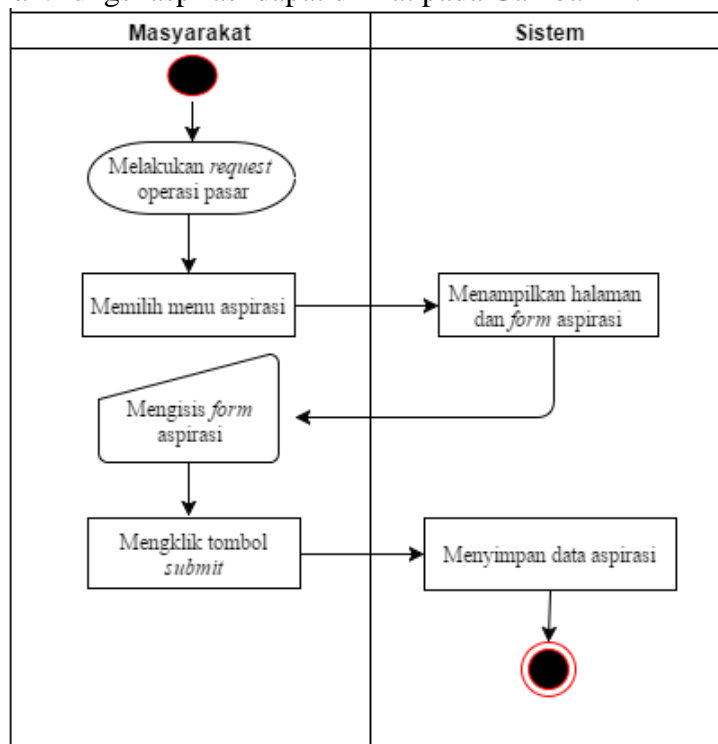 Masyarakat
Sistem
Melakukan request
operasi pasar
Memilih menu aspirasi
Menampilkan halaman
dan form aspirasi
Mengisis form
aspirasi
Mengklik tombol
submit
Menyimpan data aspirasi